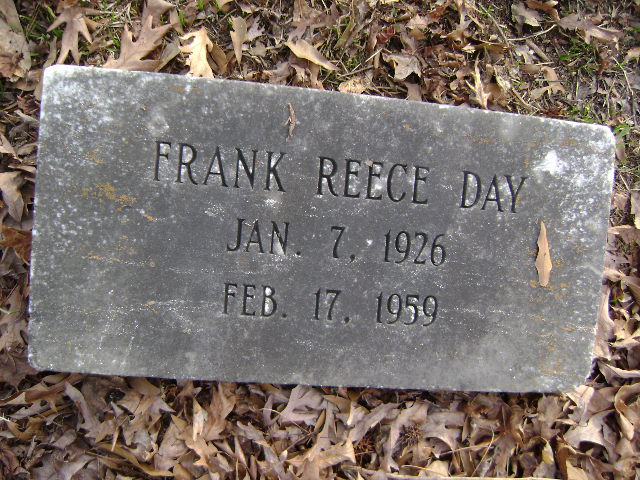 FRANK REECE DAY
JAN. 7, 1926
FEB. 17, 1959